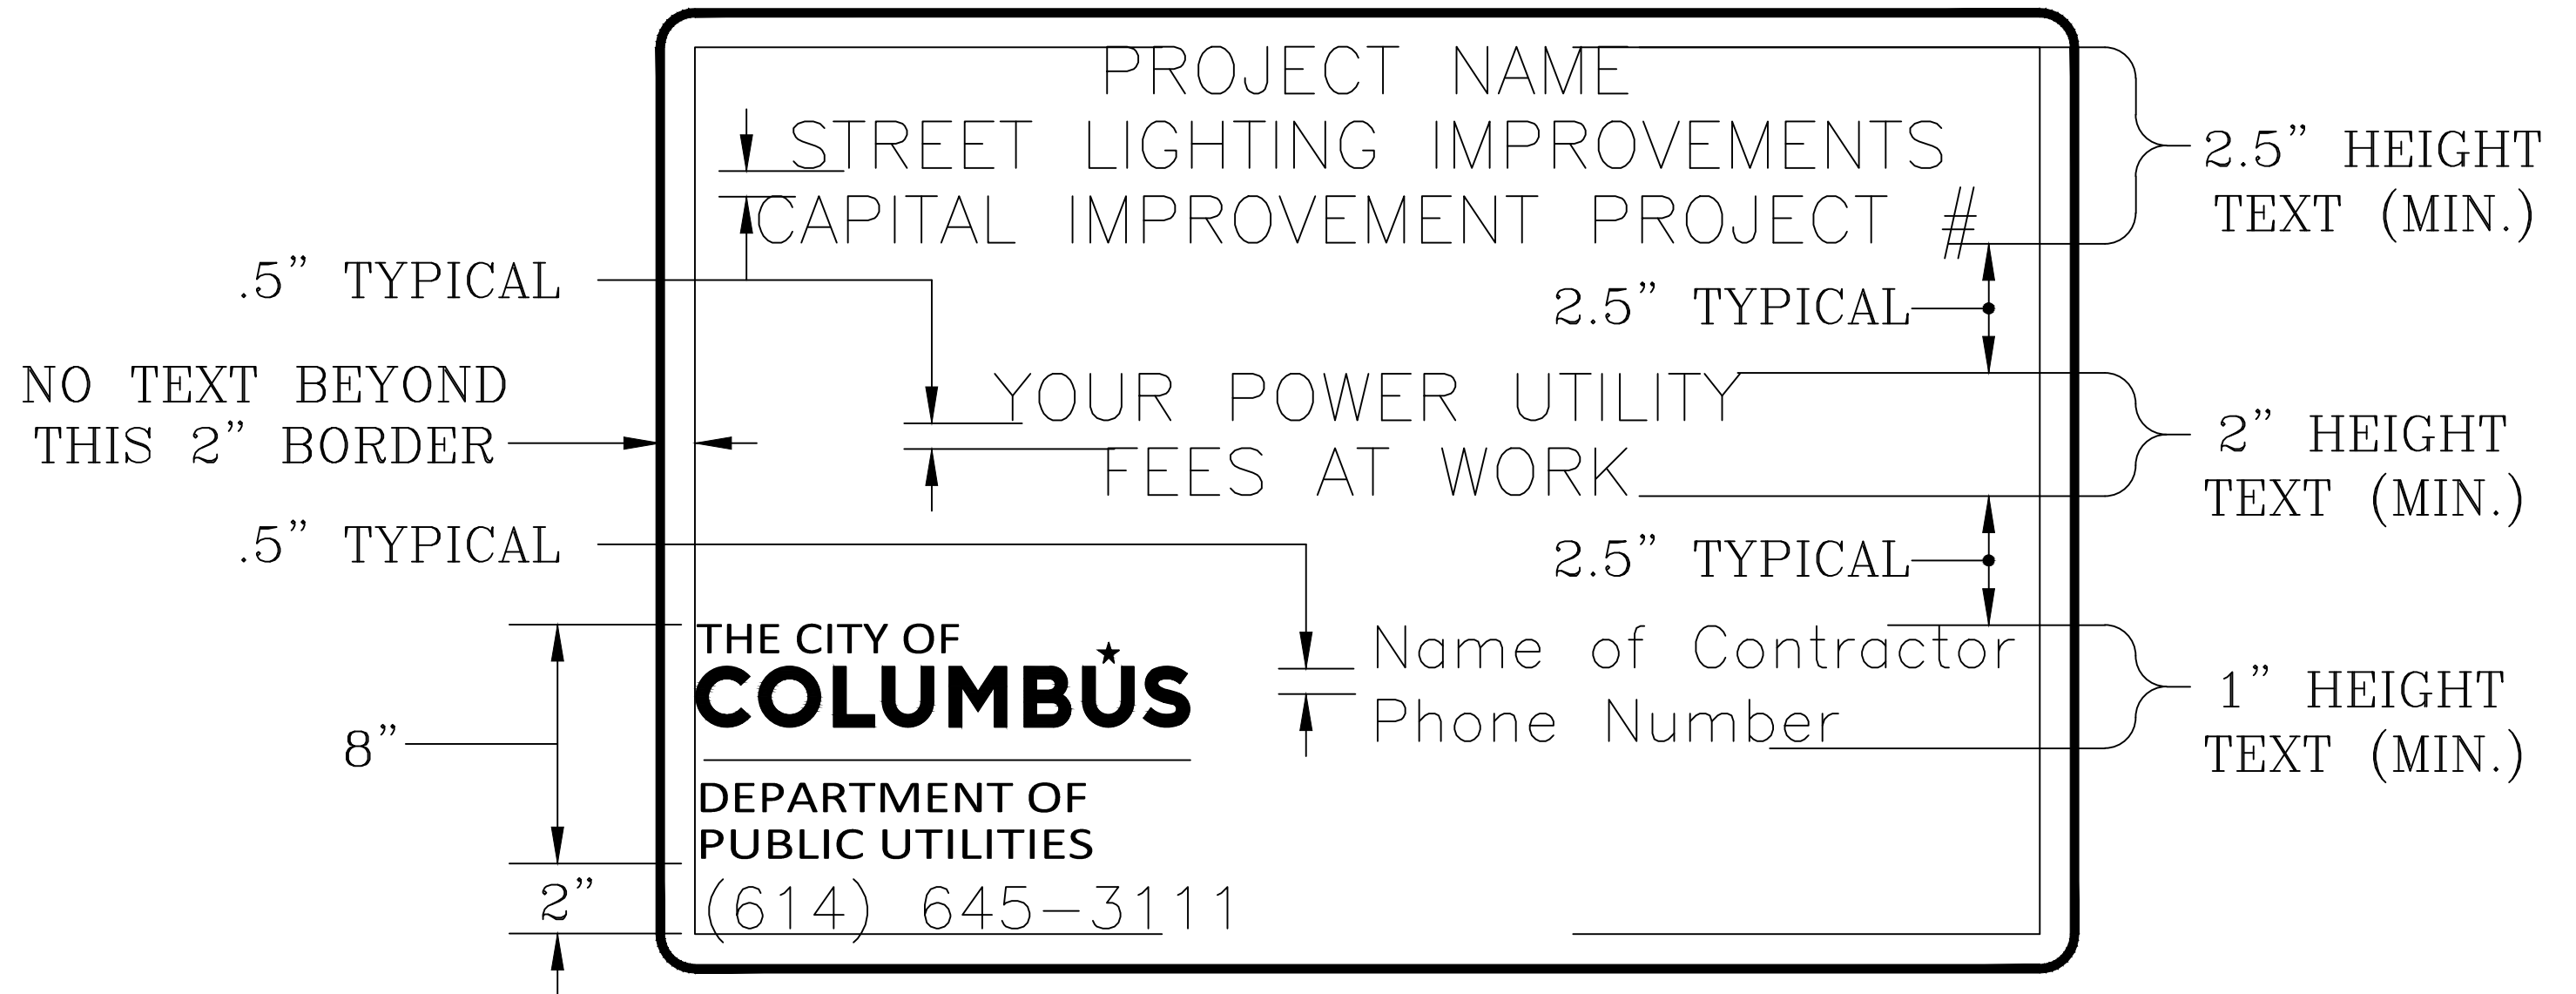 PROJECT NAME
STREET LIGHTING IMPROVEMENTS
CAPITAL IMPROVEMENT PROJECT #
2.5” HEIGHT
TEXT (MIN.)
.5” TYPICAL
2.5” TYPICAL
NO TEXT BEYOND
THIS 2” BORDER
YOUR POWER UTILITY
FEES AT WORK
2” HEIGHT
TEXT (MIN.)
.5” TYPICAL
2.5” TYPICAL
8”
THE CITY OF
COLUMBUS
DEPARTMENT OF
PUBLIC UTILITIES
Name of Contractor
Phone Number
1” HEIGHT
TEXT (MIN.)
2”
(614) 645-3111